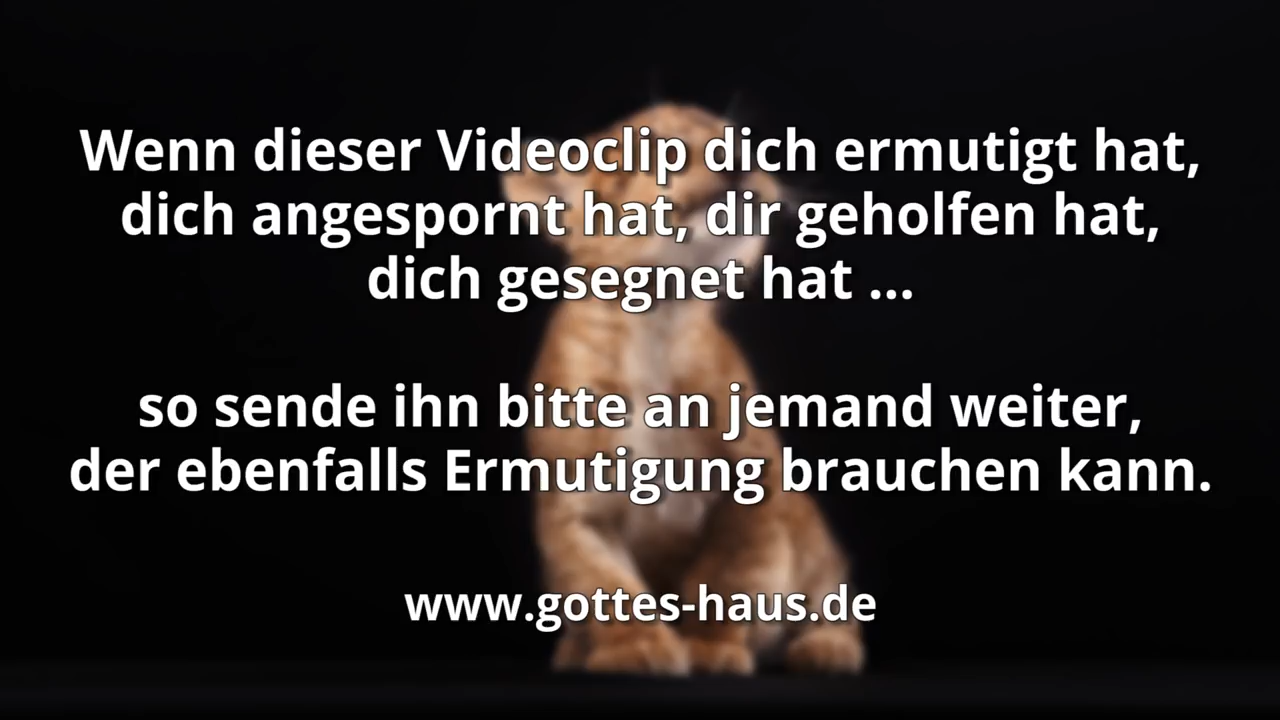 Wenn dieser Videoclip dich ermutigt hat,
dich angespornt hat, dir geholfen hat,
dich gesegnet hat ...
so sende ihn bitte an jemand weiter,
der ebenfalls Ermutigung brauchen kann.
www.gottes-haus.de